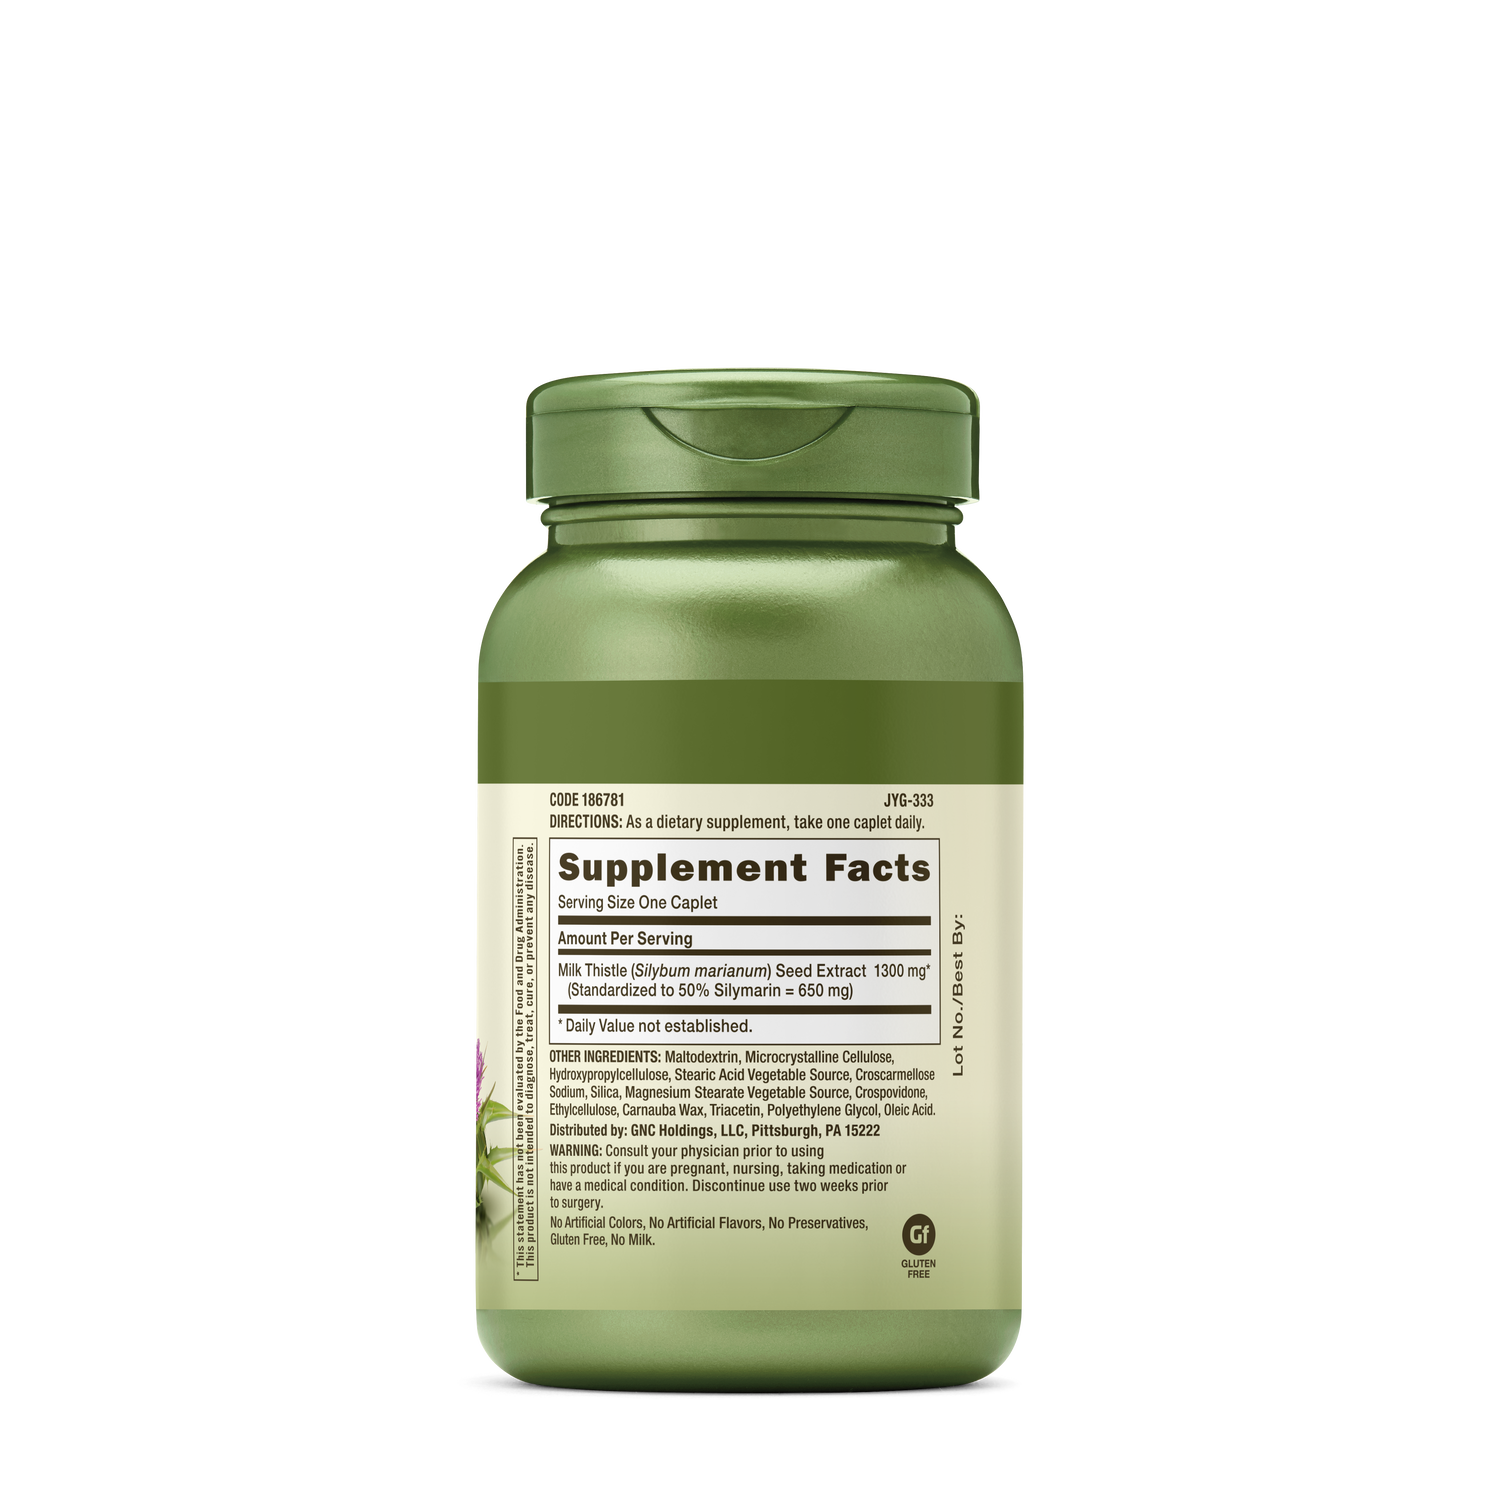 CODE 186781 JYG-333
DIRECTIONS: As a dietary supplement, take one caplet daily.
Supplement Facts
Serving Size One Caplet
Amount Per Serving
Milk Thistle (Silybum marianum) Seed Extract 1300 mg*
(Standardized to 50% Silymarin = 650 mg)
* Daily Value not established.
OTHER INGREDIENTS: Maltodextrin, Microcrystalline Cellulose,
Hydroxypropylcellulose, Stearic Acid Vegetable Source, Croscarmellose
Sodium, Silica, Magnesium Stearate Vegetable Source, Crospovidone,
Ethylcellulose, Carnauba Wax, Triacetin, Polyethylene Glycol, Oleic Acid.
Distributed by: GNC Holdings, LLC, Pittsburgh, PA 15222
WARNING: Consult your physician prior to using
this product if you are pregnant, nursing, taking medication or
have a medical condition. Discontinue use two weeks prior
to surgery.
No Artificial Colors, No Artificial Flavors, No Preservatives,
Gluten Free, No Milk.
Gf
GLUTEN
FREE
* This statement has not been evaluated by the Food and Drug Administration.
This product is not intended to diagnose, treat, cure, or prevent any disease.
Lot No./Best By: